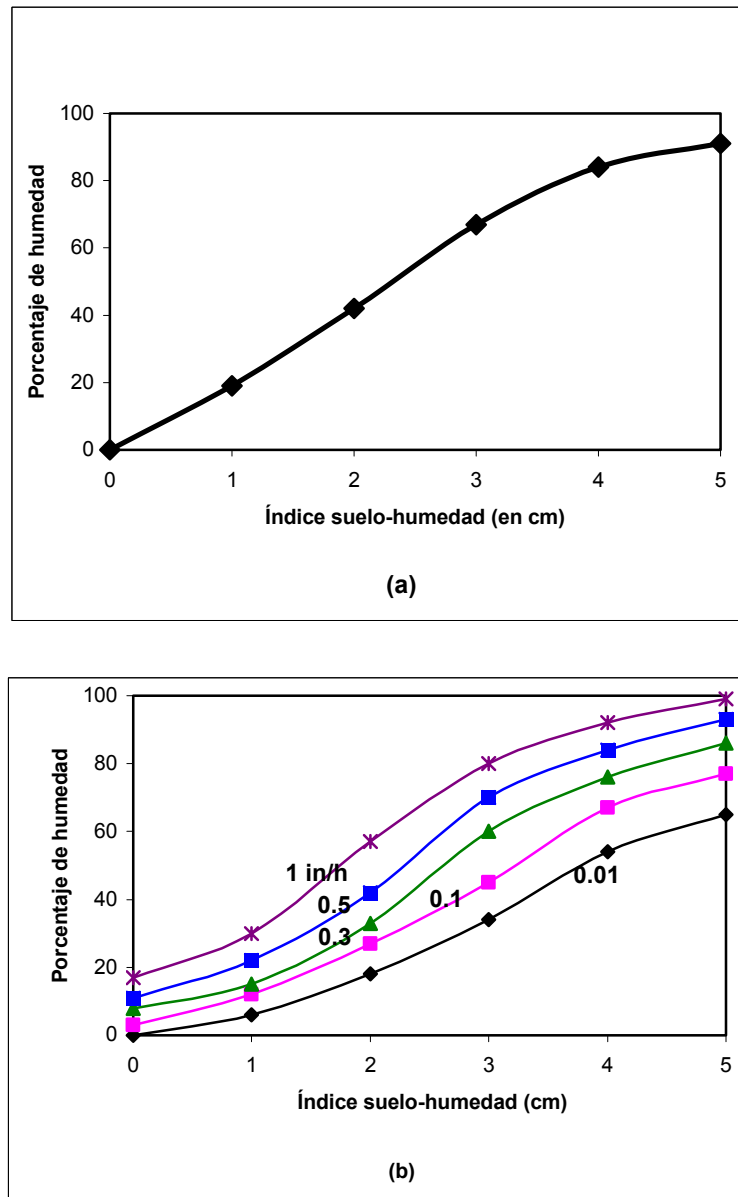 100
80
60
40
20
0
Porcentaje de humedad
0 1 2 3 4 5
Índice suelo-humedad (en cm)
(a)
100
80
60
40
20
0
Porcentaje de humedad
1 in/h
0.5
0.3
0.1
0.01
0 1 2 3 4 5
Índice suelo-humedad (cm)
(b)